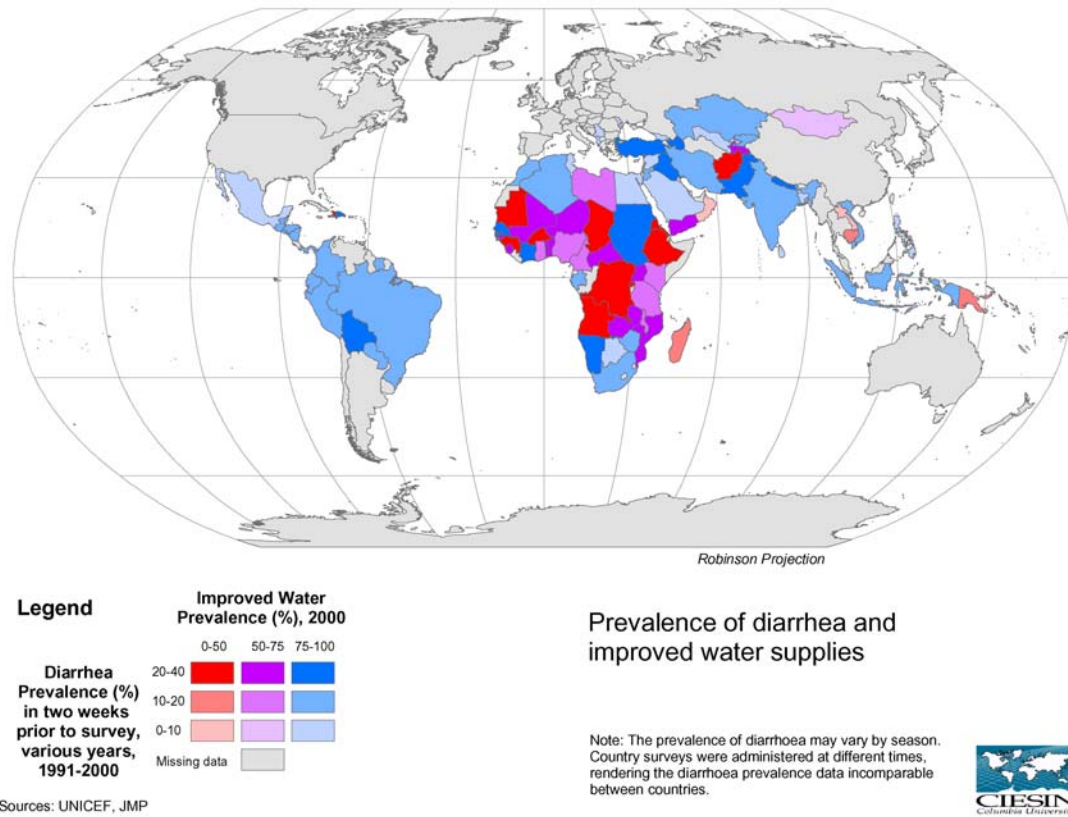 Robinson Projection
Legend
Improved Water
Prevalence (%), 2000
0-50 50-75 75-100
Diarrhea
Prevalence (%)
in two weeks
prior to survey,
various years,
1991-2000
20-40
10-20
0-10
Missing data
Sources: UNICEF, JMP
Prevalence of diarrhea and
improved water supplies
Note: The prevalence of diarrhoea may vary by season.
Country surveys were administered at different times,
rendering the diarrhoea prevalence data incomparable
between countries.
CIESIN
Columbia University